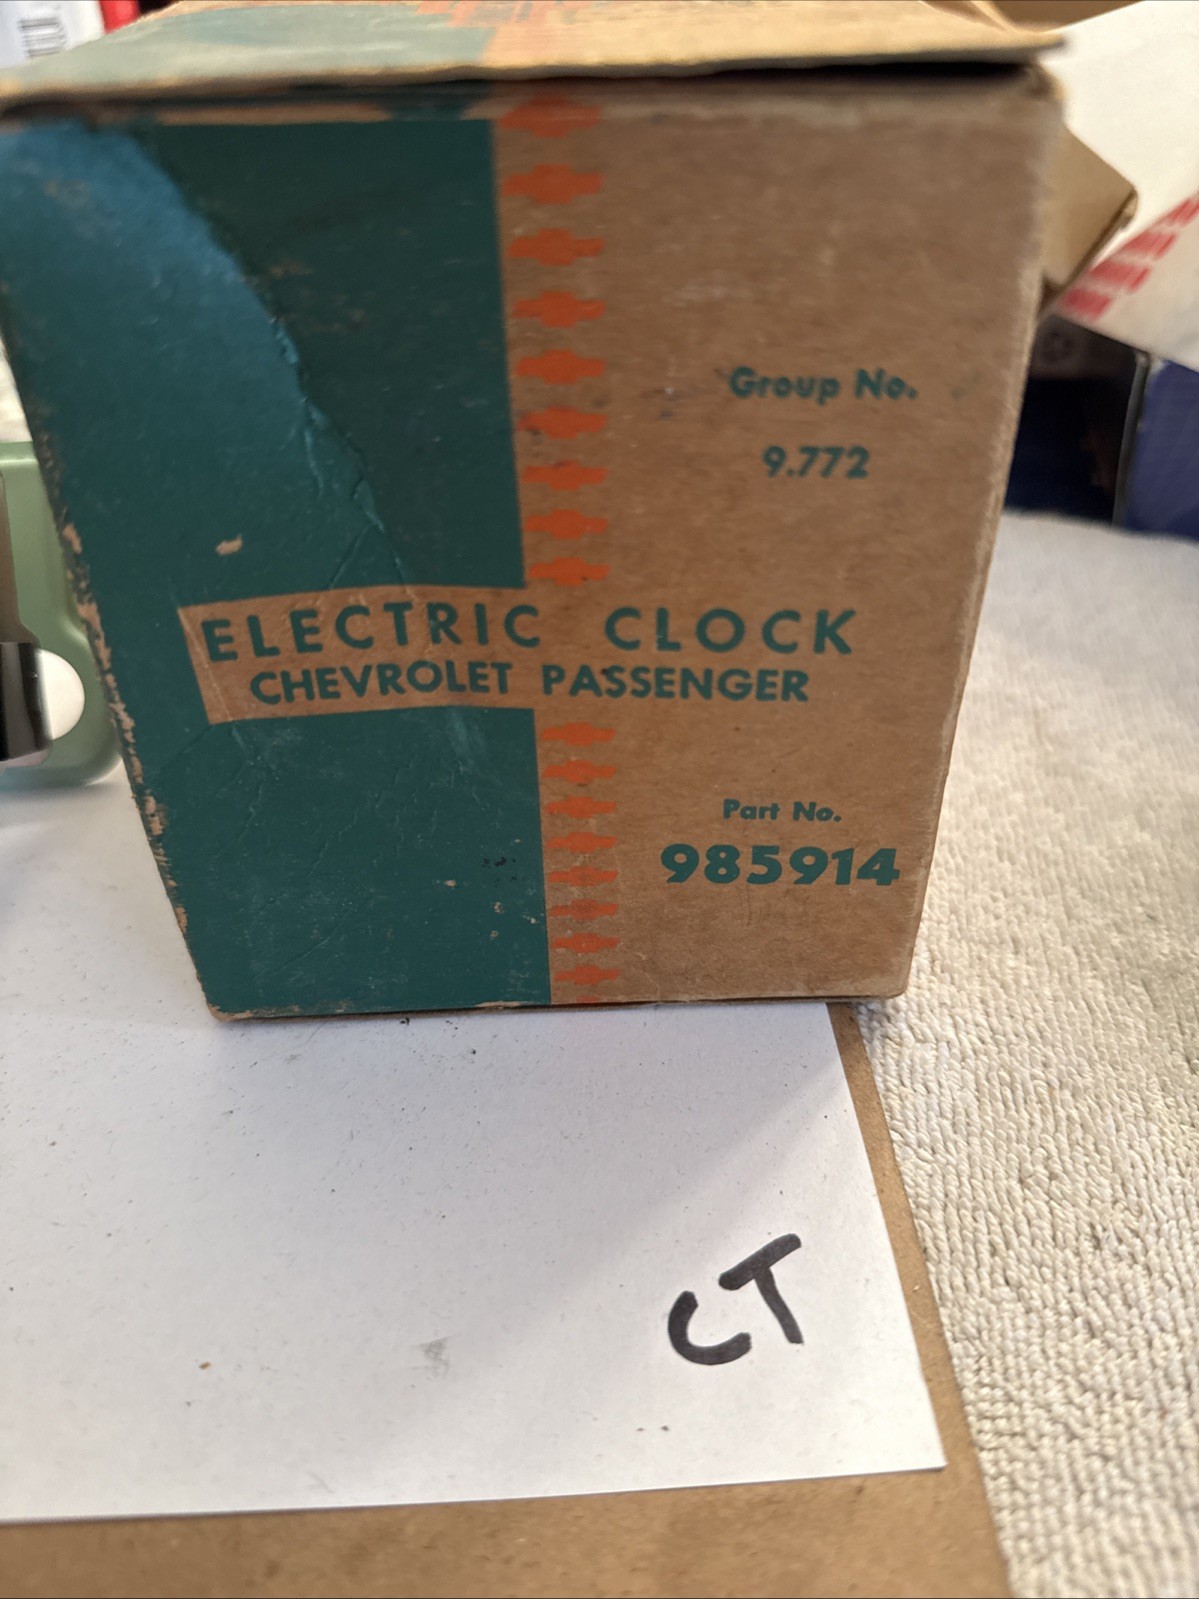 Group No.
9.772
ELECTRIC CLOCK
CHEVROLET PASSENGER
Part No.
985914
CT